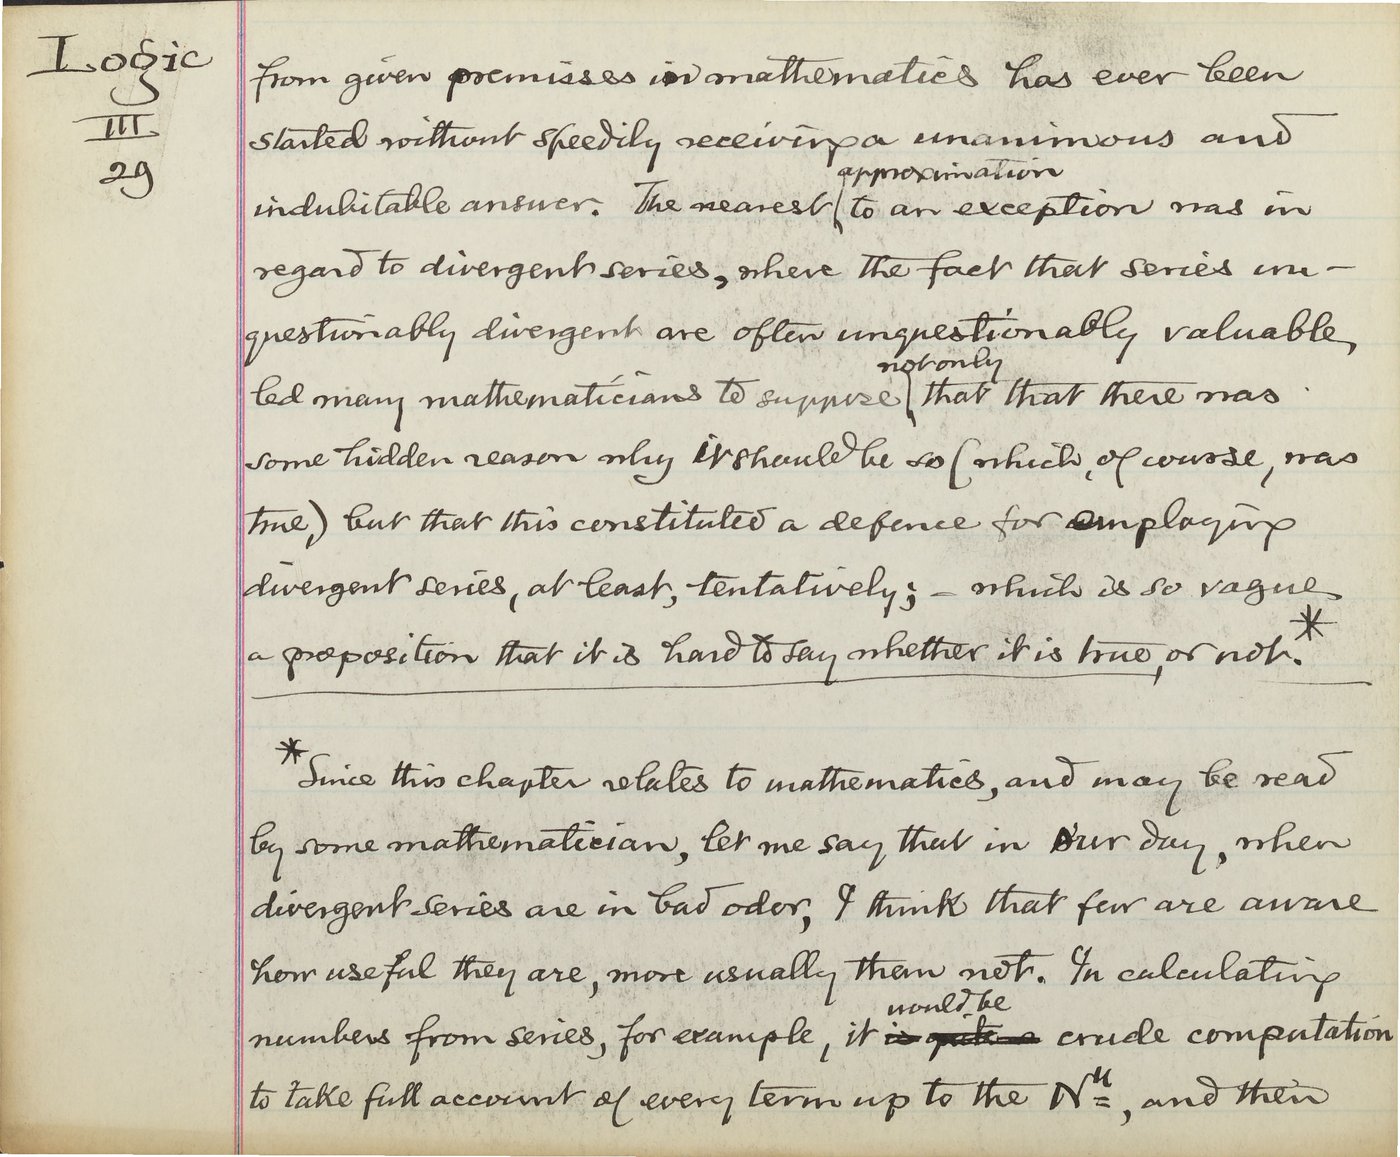 Logic
III
29
from given premisses in mathematics has ever been
started without speedily receiving a unanimous and
approximation
indubitable answer. The nearest to an exception was in
regard to divergent series, where the fact that series un-
questionably divergent are often unquestionably valuable,
not only
led many mathematicians to suppose that that there was
some hidden reason why it should be so (which, of course, was
true,) but that this constituted a defence for employing
divergent series, at least, tentatively; – which is so vague
a proposition that it is hard to say whether it is true, or not.*
*Since this chapter relates to mathematics, and may be read
by some mathematician, let me say that in our day, when
divergent series are in bad odor, I think that few are aware
how useful they are, more usually than not. In calculating
would be
numbers from series, for example, it is quite a crude computation
to take full account of every term up to the Nth, and then